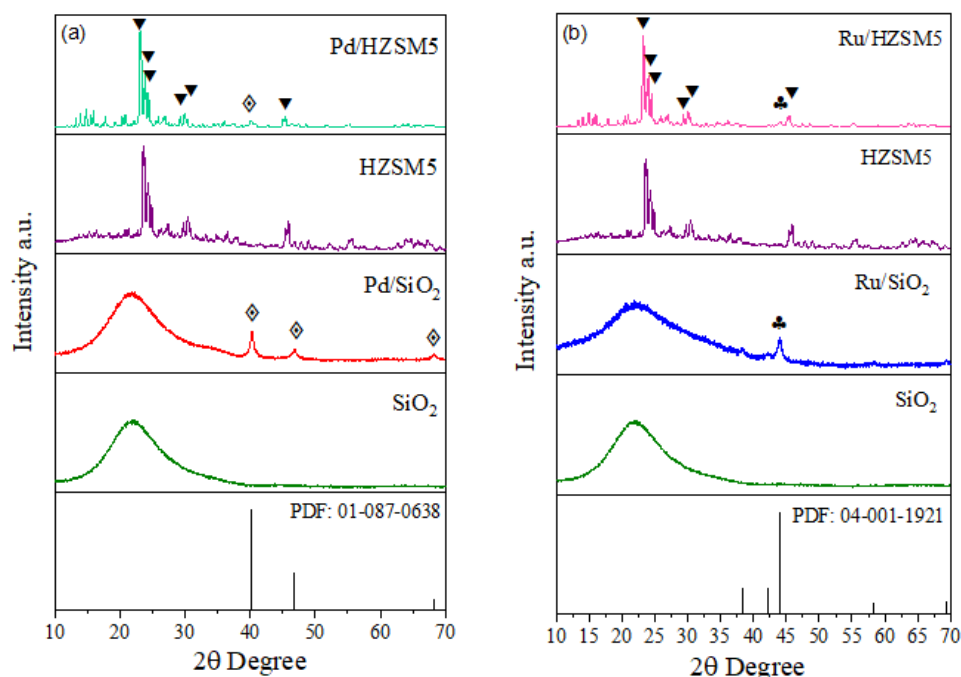 (a)
Pd/HZSM5
HZSM5
Pd/SiO₂
SiO₂
PDF: 01-087-0638
Intensity a.u.
10 20 30 40 50 60 70
2θ Degree
(b)
Ru/HZSM5
HZSM5
Ru/SiO₂
SiO₂
PDF: 04-001-1921
Intensity a.u.
10 15 20 25 30 35 40 45 50 55 60 65 70
2θ Degree